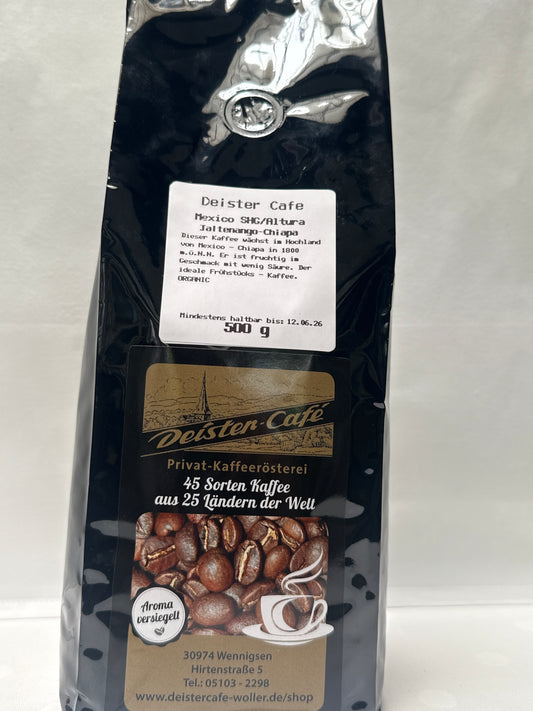 Deister Cafe
Mexico SHG/Altura
Jaltenango-Chiapa
Dieser Kaffee wächst im Hochland
von Mexico - Chiapa in 1800
m.ü.N.N. Er ist fruchtig im
Geschmack mit wenig Säure. Der
ideale Frühstücks - Kaffee.
ORGANIC
Mindestens haltbar bis: 12.06.26
500 g
Deister-Café
Privat-Kaffeerösterei
45 Sorten Kaffee
aus 25 Ländern der Welt
Aroma
versiegelt
30974 Wennigsen
Hirtenstraße 5
Tel.: 05103 - 2298
www.deistercafe-woller.de/shop